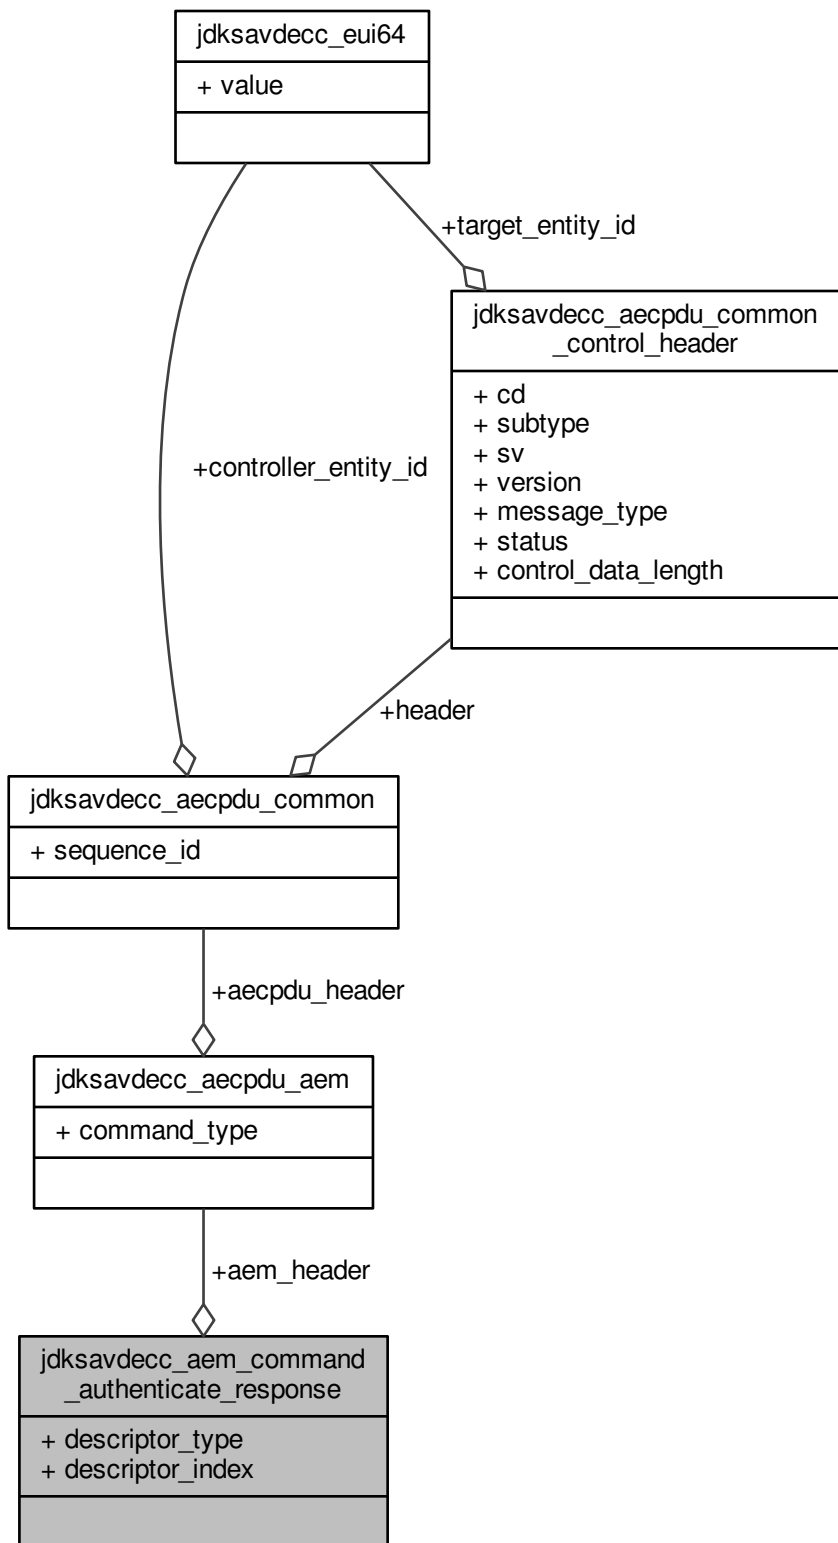 jdksavdecc_eui64
+ value
+target_entity_id
jdksavdecc_aecpdu_common
_control_header
+ cd
+ subtype
+ sv
+ version
+ message_type
+ status
+ control_data_length
+controller_entity_id
+header
jdksavdecc_aecpdu_common
+ sequence_id
+aecpdu_header
jdksavdecc_aecpdu_aem
+ command_type
+aem_header
jdksavdecc_aem_command
_authenticate_response
+ descriptor_type
+ descriptor_index